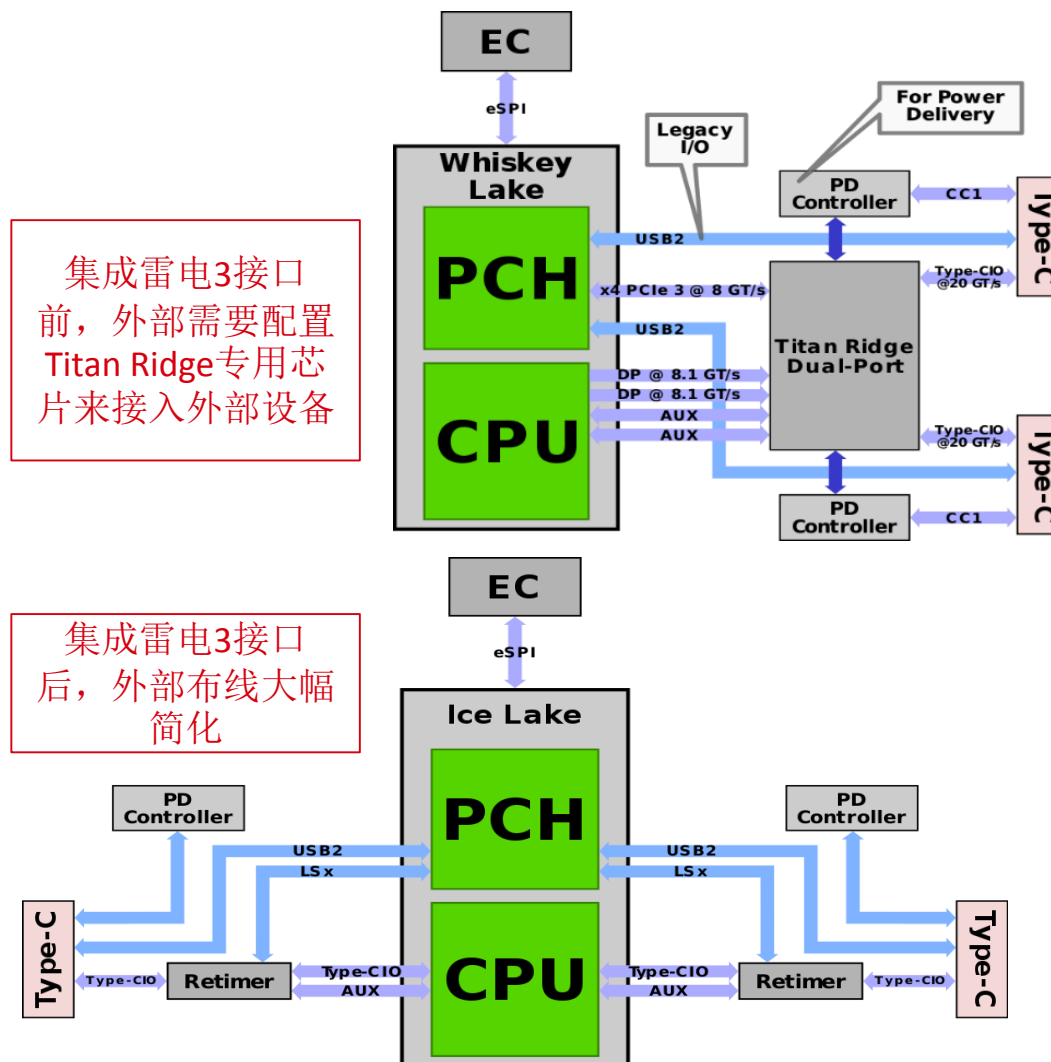 EC
eSPI
Legacy
I/O
For Power
Delivery
Whiskey
Lake
PCH
CPU
USB2
x4 PCIe 3 @ 8 GT/s
USB2
DP @ 8.1 GT/s
DP @ 8.1 GT/s
AUX
AUX
PD
Controller
CC1
Type-C
Type-CIO
@20 GT/s
Titan Ridge
Dual-Port
Type-CIO
@20 GT/s
Type-C
PD
Controller
CC1
集成雷电3接口
前，外部需要配置
Titan Ridge专用芯
片来接入外部设备
集成雷电3接口
后，外部布线大幅
简化
EC
eSPI
Ice Lake
PCH
CPU
PD
Controller
USB2
LSx
Type-C
Type-CIO
Retimer
Type-CIO
AUX
PD
Controller
USB2
LSx
Type-CIO
AUX
Retimer
Type-CIO
Type-C